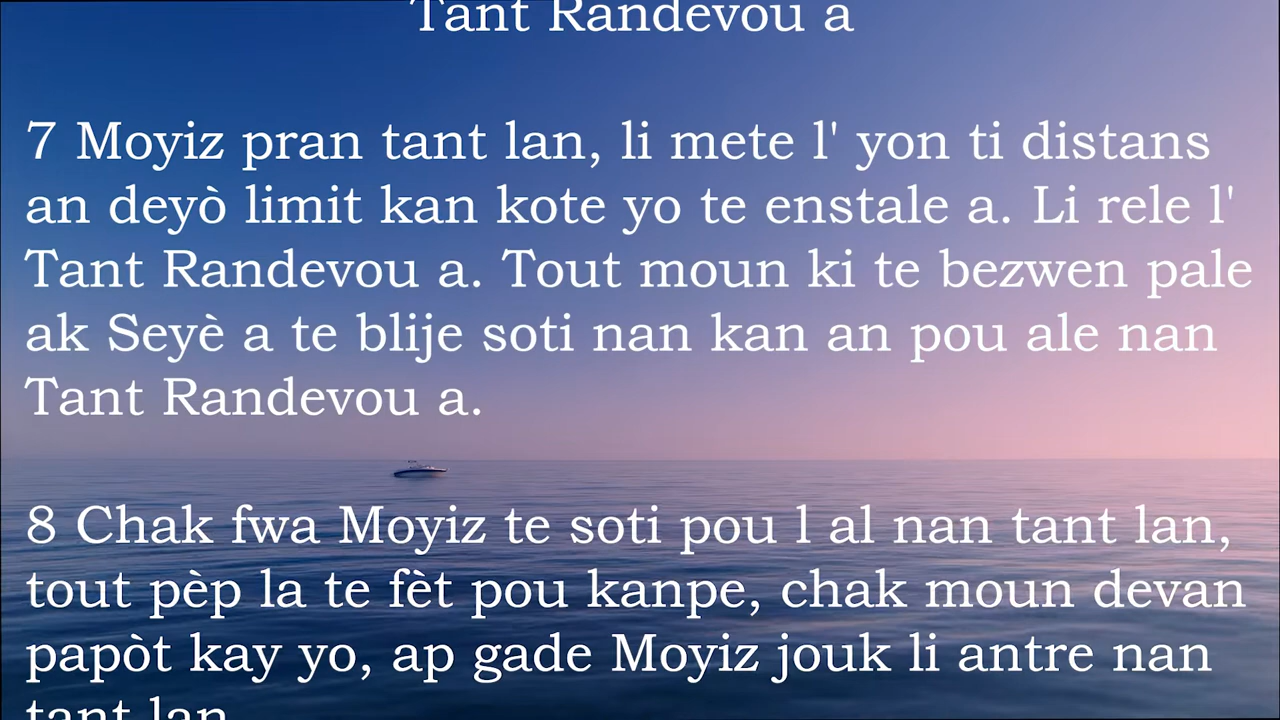 Tant Randevou a
7 Moyiz pran tant lan, li mete l' yon ti distans
an deyò limit kan kote yo te enstale a. Li rele l'
Tant Randevou a. Tout moun ki te bezwen pale
ak Seyè a te blije soti nan kan an pou ale nan
Tant Randevou a.
8 Chak fwa Moyiz te soti pou l al nan tant lan,
tout pèp la te fèt pou kanpe, chak moun devan
papòt kay yo, ap gade Moyiz jouk li antre nan
tant lan